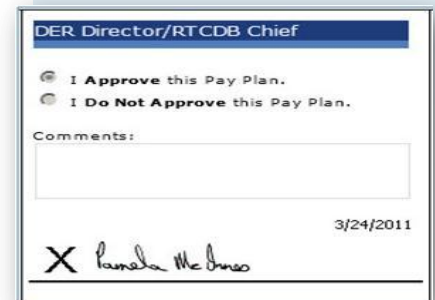 DER Director/RTCDB Chief
I Approve this Pay Plan.
I Do Not Approve this Pay Plan.
Comments:
3/24/2011
X Pamela McInnes